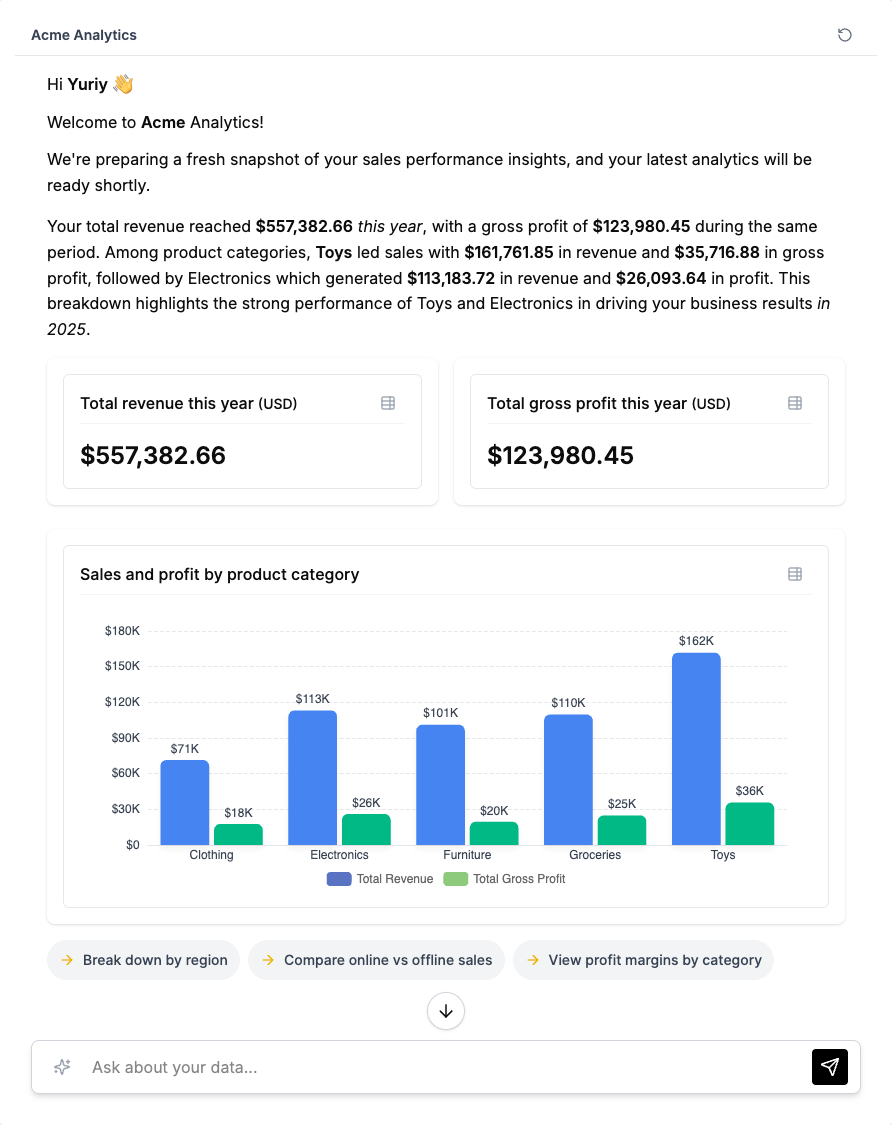 Acme Analytics
Hi Yuriy 👋
Welcome to Acme Analytics!
We're preparing a fresh snapshot of your sales performance insights, and your latest analytics will be
ready shortly.
Your total revenue reached $557,382.66 this year, with a gross profit of $123,980.45 during the same
period. Among product categories, Toys led sales with $161,761.85 in revenue and $35,716.88 in gross
profit, followed by Electronics which generated $113,183.72 in revenue and $26,093.64 in profit. This
breakdown highlights the strong performance of Toys and Electronics in driving your business results in
2025.
Total revenue this year (USD)
$557,382.66
Total gross profit this year (USD)
$123,980.45
Sales and profit by product category
$180K
$150K
$120K
$90K
$60K
$30K
$0
$71K
$18K
$113K
$26K
$101K
$20K
$110K
$25K
$162K
$36K
Clothing
Electronics
Furniture
Groceries
Toys
Total Revenue
Total Gross Profit
Break down by region
Compare online vs offline sales
View profit margins by category
Ask about your data...